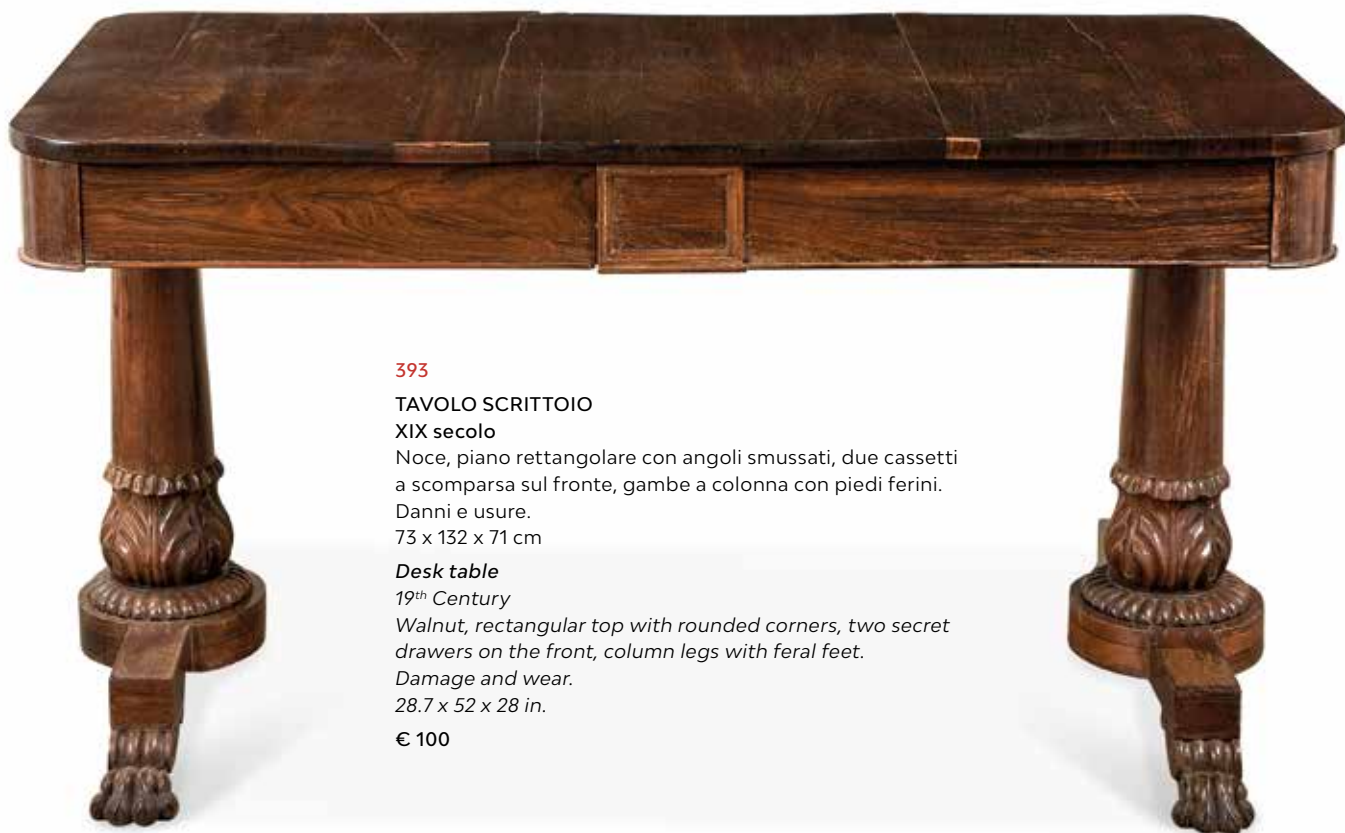 393
TAVOLO SCRITTOIO
XIX secolo
Noce, piano rettangolare con angoli smussati, due cassetti
a scomparsa sul fronte, gambe a colonna con piedi ferini.
Danni e usure.
73 x 132 x 71 cm
Desk table
19th Century
Walnut, rectangular top with rounded corners, two secret
drawers on the front, column legs with feral feet.
Damage and wear.
28.7 x 52 x 28 in.
€ 100